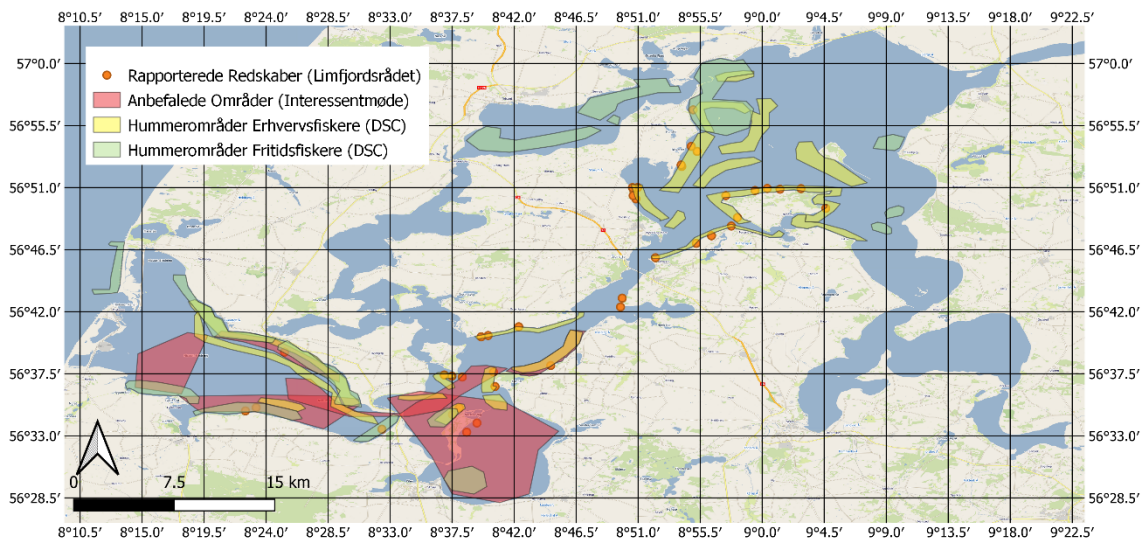 8°10.5′ 8°15.0′ 8°19.5′ 8°24.0′ 8°28.5′ 8°33.0′ 8°37.5′ 8°42.0′ 8°46.5′ 8°51.0′ 8°55.5′ 9°0.0′ 9°4.5′ 9°9.0′ 9°13.5′ 9°18.0′ 9°22.5′
57°0.0′ 57°0.0′
Rapporterede Redskaber (Limfjordsrådet)
Anbefalede Områder (Interessentmøde)
Hummerområder Erhvervsfiskere (DSC)
Hummerområder Fritidsfiskere (DSC)
56°55.5′ 56°55.5′
56°51.0′ 56°51.0′
56°46.5′ 56°46.5′
56°42.0′ 56°42.0′
56°37.5′ 56°37.5′
56°33.0′ 56°33.0′
N
0 7.5 15 km
56°28.5′ 56°28.5′
8°10.5′ 8°15.0′ 8°19.5′ 8°24.0′ 8°28.5′ 8°33.0′ 8°37.5′ 8°42.0′ 8°46.5′ 8°51.0′ 8°55.5′ 9°0.0′ 9°4.5′ 9°9.0′ 9°13.5′ 9°18.0′ 9°22.5′